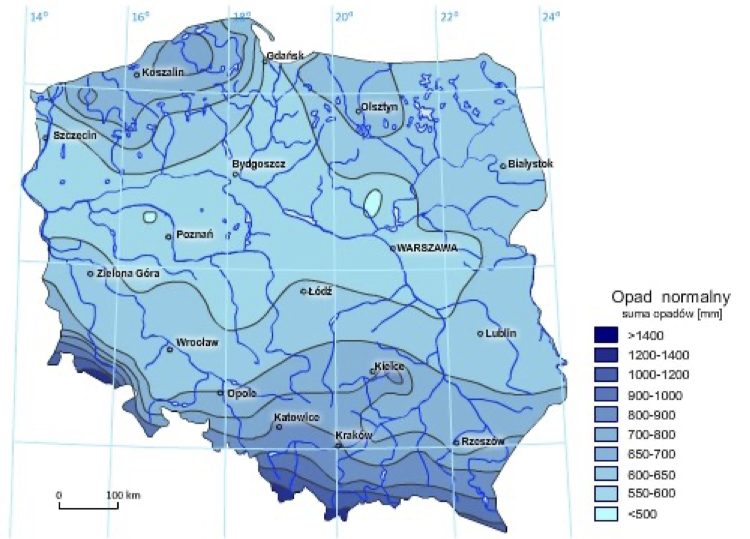 14° 16° 18° 20° 22° 24°
Gdańsk
Koszalin
Olsztyn
Szczecin
Bydgoszcz
Białystok
Poznań
WARSZAWA
Zielona Góra
Łódź
Opad normalny
suma opadów [mm]
Wrocław
Lublin
>1400
1200-1400
Kielce
1000-1200
Opole
900-1000
Katowice
800-900
Kraków
Rzeszów
700-800
650-700
600-650
0 100 km
550-600
<500